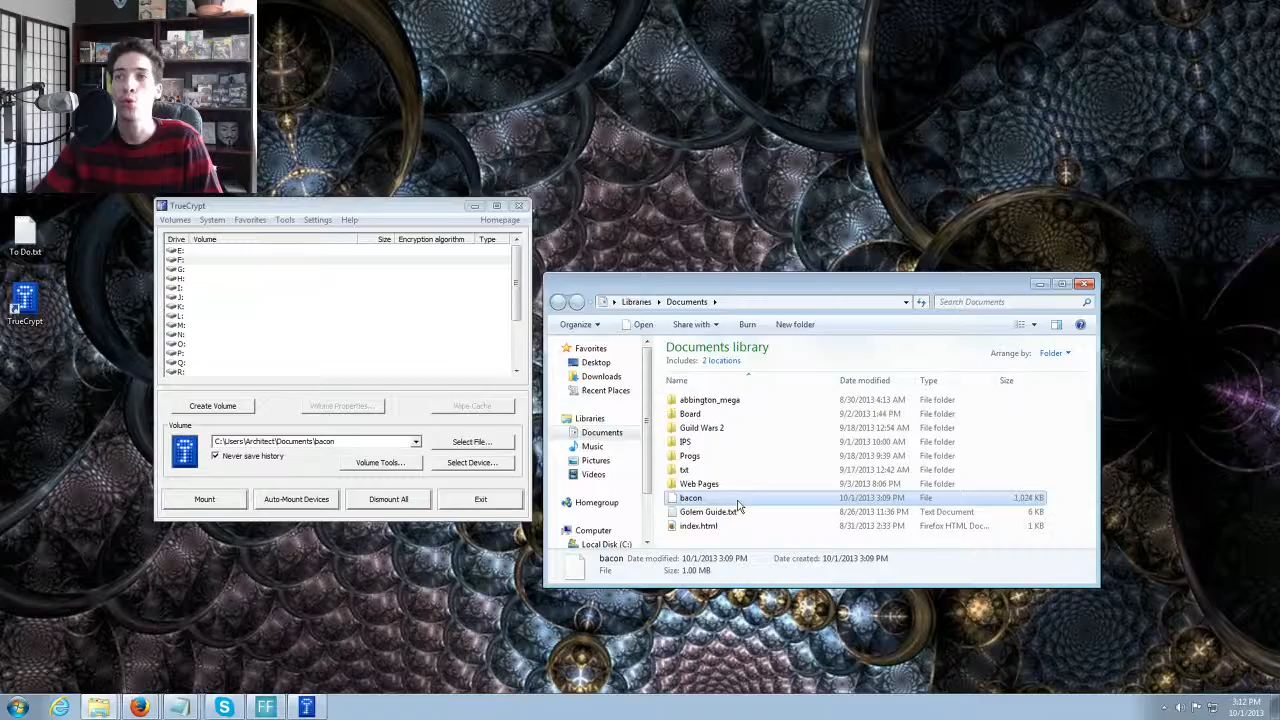 To Do.txt
TrueCrypt
TrueCrypt
Volumes System Favorites Tools Settings Help Homepage
Drive Volume Size Encryption algorithm Type
E:
F:
G:
H:
I:
J:
K:
L:
M:
N:
O:
P:
Q:
R:
Create Volume Volume Properties... Wipe Cache
Volume
C:\Users\Architect\Documents\bacon Select File...
Never save history
Volume Tools... Select Device...
Mount Auto-Mount Devices Dismount All Exit
Libraries Documents Search Documents
Organize Open Share with Burn New folder
Documents library
Includes: 2 locations
Arrange by: Folder
Name Date modified Type Size
Favorites
Desktop
Downloads
Recent Places
Libraries
Documents
Music
Pictures
Videos
Homegroup
Computer
Local Disk (C:)
abbington_mega 8/30/2013 4:13 AM File folder
Board 9/2/2013 1:44 PM File folder
Guild Wars 2 9/18/2013 12:54 AM File folder
IPS 9/1/2013 10:00 AM File folder
Progs 9/18/2013 9:39 AM File folder
txt 9/17/2013 12:42 AM File folder
Web Pages 9/3/2013 8:06 PM File folder
bacon 10/1/2013 3:09 PM File 1,024 KB
Golem Guide.txt 8/26/2013 11:36 PM Text Document 6 KB
index.html 8/31/2013 2:33 PM Firefox HTML Doc... 1 KB
bacon Date modified: 10/1/2013 3:09 PM Date created: 10/1/2013 3:09 PM
File Size: 1.00 MB
FF
3:12 PM
10/1/2013